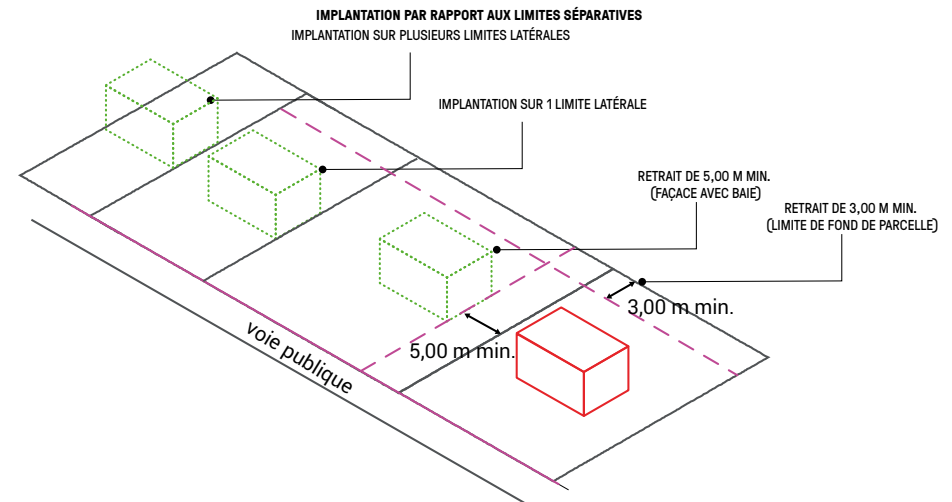 IMPLANTATION PAR RAPPORT AUX LIMITES SÉPARATIVES
IMPLANTATION SUR PLUSIEURS LIMITES LATÉRALES
IMPLANTATION SUR 1 LIMITE LATÉRALE
RETRAIT DE 5,00 M MIN.
(FAÇACE AVEC BAIE)
RETRAIT DE 3,00 M MIN.
(LIMITE DE FOND DE PARCELLE)
3,00 m min.
5,00 m min.
voie publique